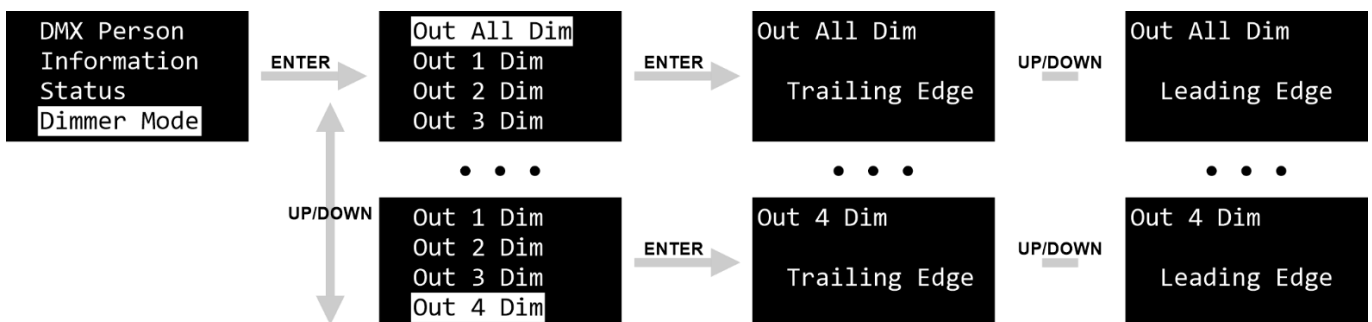 DMX Person
Information
Status
Dimmer Mode
ENTER
Out All Dim
Out 1 Dim
Out 2 Dim
Out 3 Dim
ENTER
Out All Dim
Trailing Edge
UP/DOWN
Out All Dim
Leading Edge
• • •
• • •
• • •
UP/DOWN
Out 1 Dim
Out 2 Dim
Out 3 Dim
Out 4 Dim
ENTER
Out 4 Dim
Trailing Edge
UP/DOWN
Out 4 Dim
Leading Edge